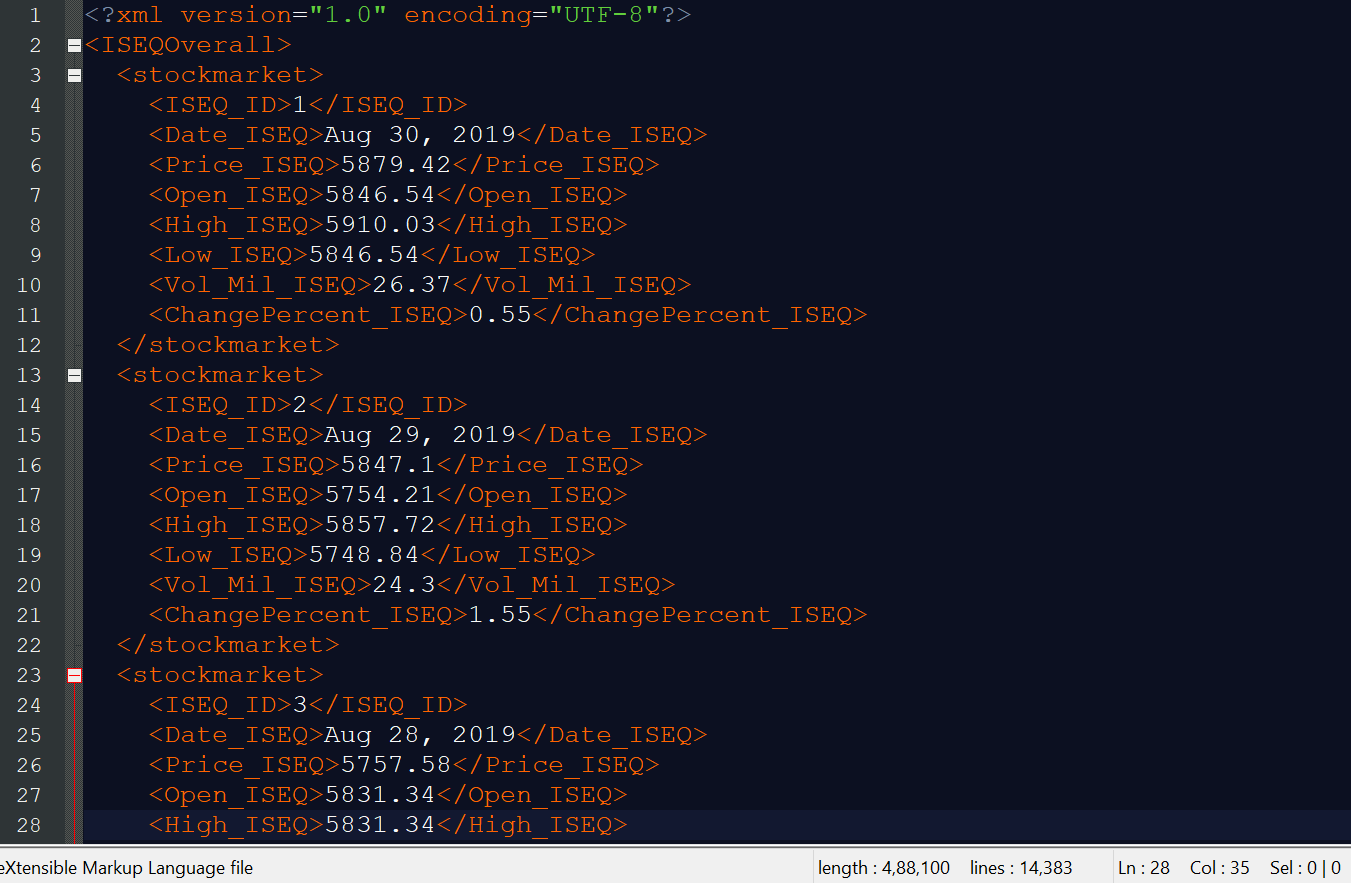 1 <?xml version="1.0" encoding="UTF-8"?>
2 <ISEQOverall>
3 <stockmarket>
4 <ISEQ_ID>1</ISEQ_ID>
5 <Date_ISEQ>Aug 30, 2019</Date_ISEQ>
6 <Price_ISEQ>5879.42</Price_ISEQ>
7 <Open_ISEQ>5846.54</Open_ISEQ>
8 <High_ISEQ>5910.03</High_ISEQ>
9 <Low_ISEQ>5846.54</Low_ISEQ>
10 <Vol_Mil_ISEQ>26.37</Vol_Mil_ISEQ>
11 <ChangePercent_ISEQ>0.55</ChangePercent_ISEQ>
12 </stockmarket>
13 <stockmarket>
14 <ISEQ_ID>2</ISEQ_ID>
15 <Date_ISEQ>Aug 29, 2019</Date_ISEQ>
16 <Price_ISEQ>5847.1</Price_ISEQ>
17 <Open_ISEQ>5754.21</Open_ISEQ>
18 <High_ISEQ>5857.72</High_ISEQ>
19 <Low_ISEQ>5748.84</Low_ISEQ>
20 <Vol_Mil_ISEQ>24.3</Vol_Mil_ISEQ>
21 <ChangePercent_ISEQ>1.55</ChangePercent_ISEQ>
22 </stockmarket>
23 <stockmarket>
24 <ISEQ_ID>3</ISEQ_ID>
25 <Date_ISEQ>Aug 28, 2019</Date_ISEQ>
26 <Price_ISEQ>5757.58</Price_ISEQ>
27 <Open_ISEQ>5831.34</Open_ISEQ>
28 <High_ISEQ>5831.34</High_ISEQ>
eXtensible Markup Language file length : 4,88,100 lines : 14,383 Ln : 28 Col : 35 Sel : 0 | 0